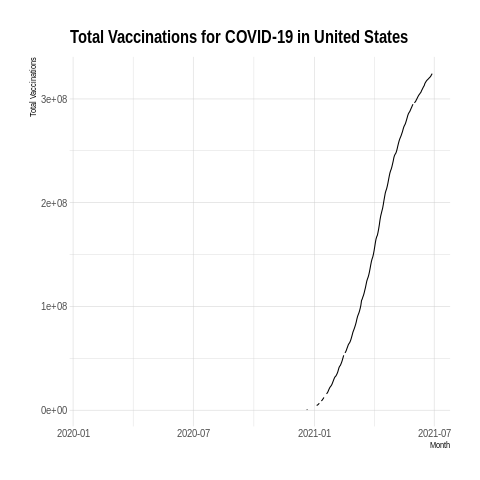 Total Vaccinations for COVID-19 in United States
Total Vaccinations
3e+08
2e+08
1e+08
0e+00
2020-01 2020-07 2021-01 2021-07
Month